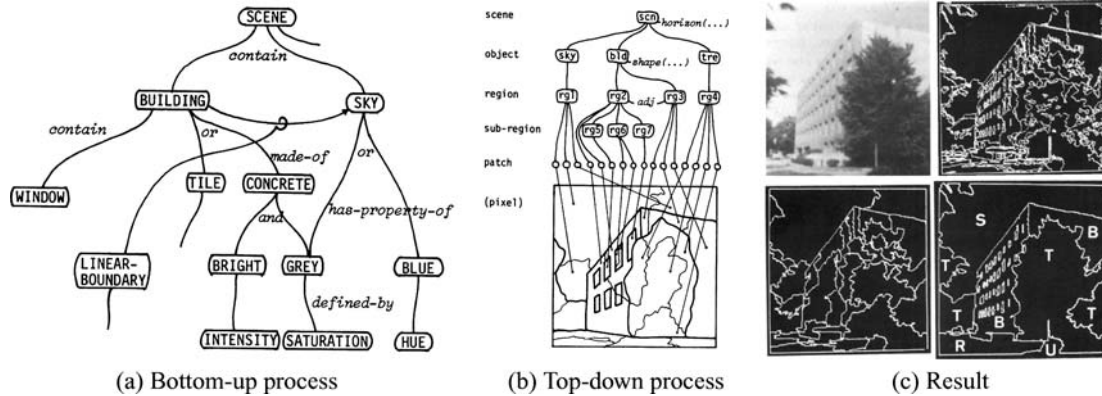 SCENE
contain
BUILDING
SKY
contain
or
or
made-of
WINDOW
TILE
CONCRETE
and
has-property-of
LINEAR-
BOUNDARY
BRIGHT
GREY
BLUE
defined-by
INTENSITY
SATURATION
HUE
(a) Bottom-up process
scene
scn
horizon(...)
object
sky
bld
shape(...)
tre
region
rg1
rg2
adj
rg3
rg4
sub-region
rg5
rg6
rg7
patch
(pixel)
(b) Top-down process
S
B
T
T
T
B
T
R
U
(c) Result